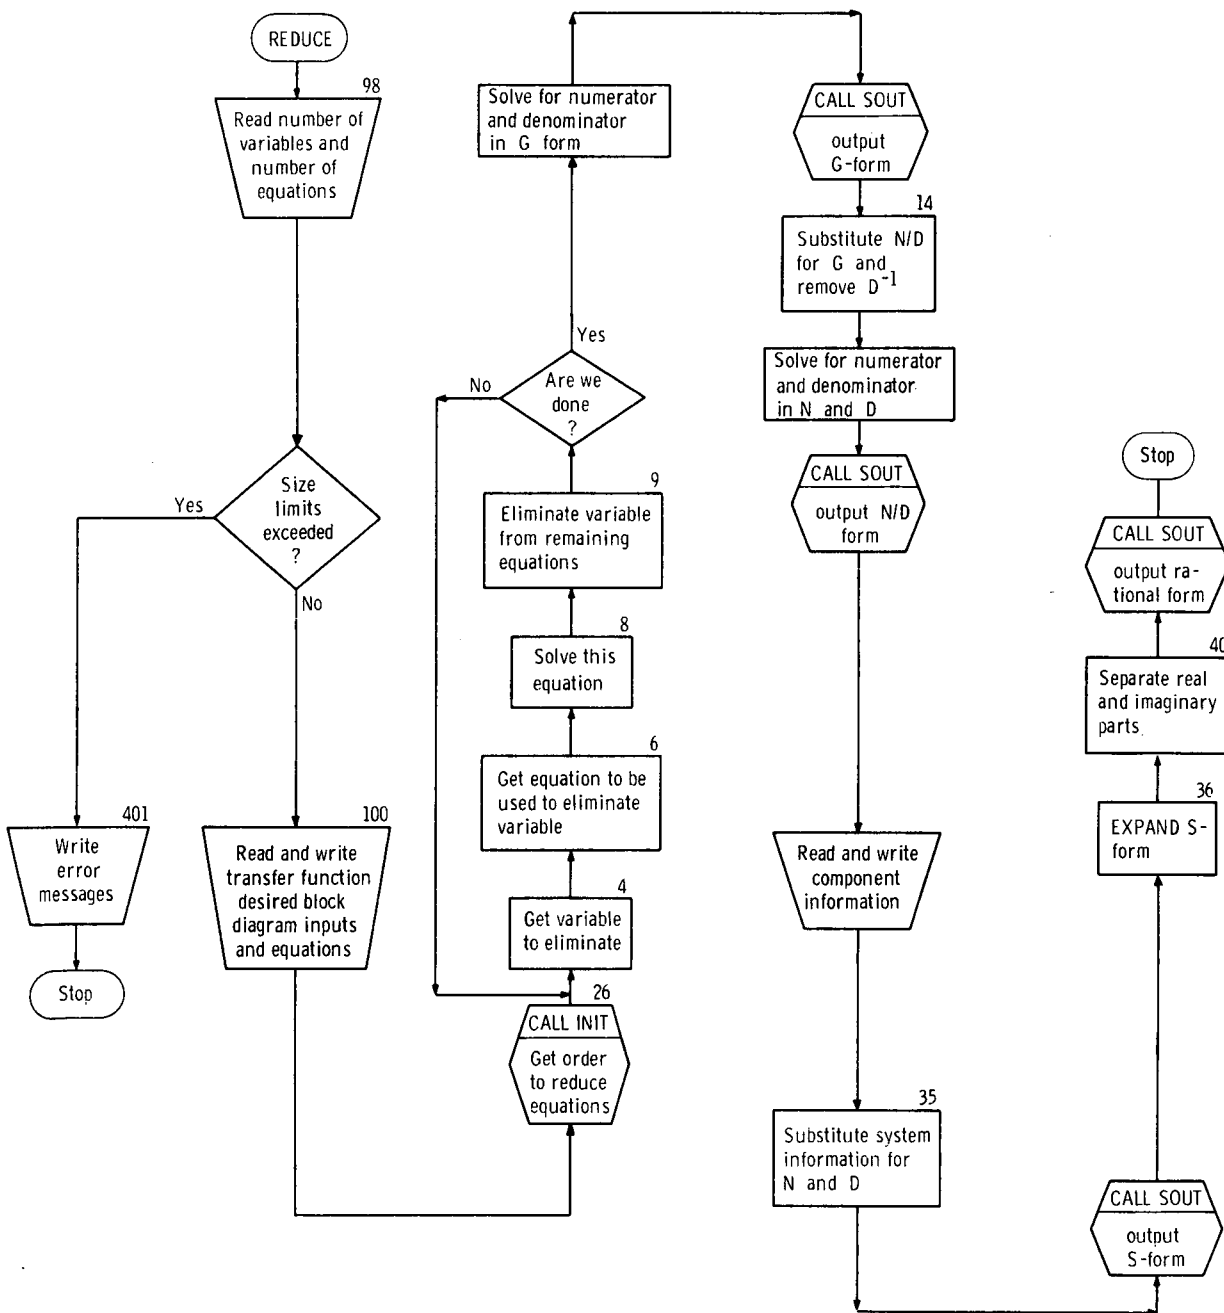 REDUCE
98
Read number of
variables and
number of
equations
Size
limits
exceeded
?
Yes
No
401
Write
error
messages
Stop
100
Read and write
transfer function
desired block
diagram inputs
and equations
Solve for numerator
and denominator
in G form
Yes
No
Are we
done
?
9
Eliminate variable
from remaining
equations
8
Solve this
equation
6
Get equation to be
used to eliminate
variable
4
Get variable
to eliminate
26
CALL INIT
Get order
to reduce
equations
CALL SOUT
output
G-form
14
Substitute N/D
for G and
remove D⁻¹
Solve for numerator
and denominator
in N and D
CALL SOUT
output N/D
form
Read and write
component
information
35
Substitute system
information for
N and D
Stop
CALL SOUT
output ra-
tional form
40
Separate real
and imaginary
parts
36
EXPAND S-
form
CALL SOUT
output
S-form